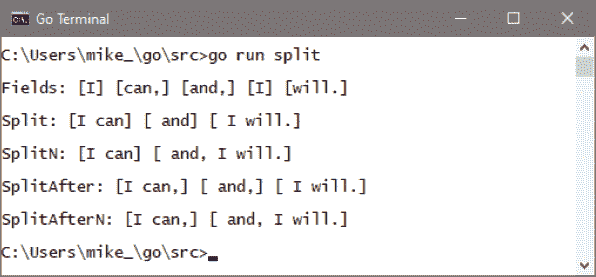 Go Terminal
C:\Users\mike_\go\src>go run split
Fields: [I] [can,] [and,] [I] [will.]
Split: [I can] [ and] [ I will.]
SplitN: [I can] [ and, I will.]
SplitAfter: [I can,] [ and,] [ I will.]
SplitAfterN: [I can,] [ and, I will.]
C:\Users\mike_\go\src>